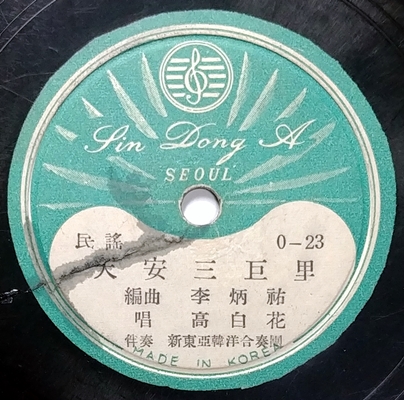 Sin Dong A
SEOUL
民謠 0-23
天安三巨里
編曲 李炳祐
唱 高白花
伴奏 新東亞韓洋合奏團
MADE IN KOREA